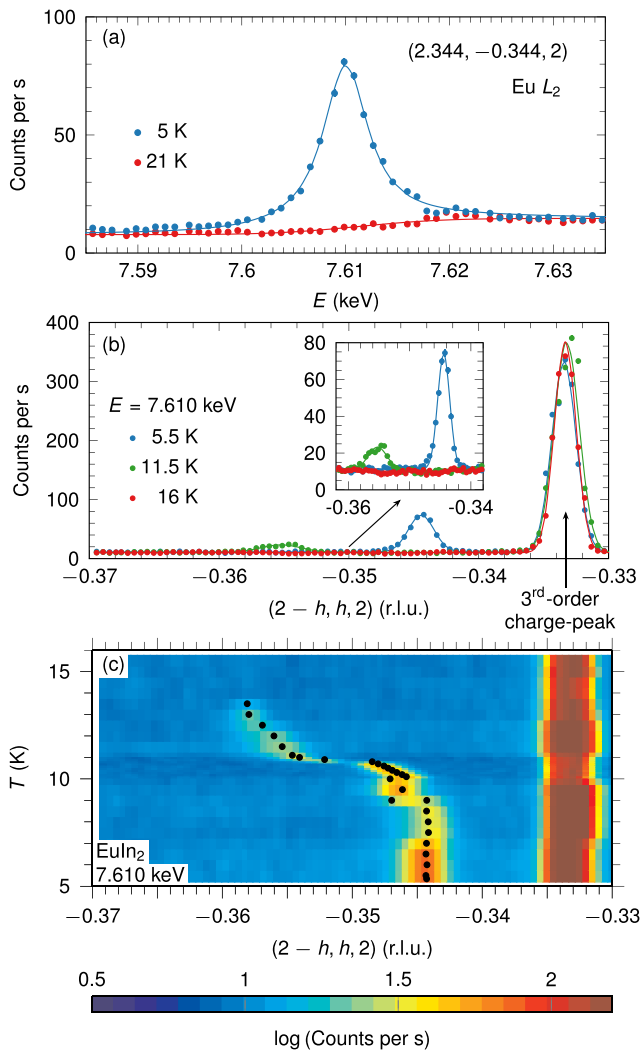 (a)
(2.344, −0.344, 2)
Eu L₂
5 K
21 K
Counts per s
100
50
0
7.59
7.6
7.61
7.62
7.63
E (keV)
(b)
E = 7.610 keV
5.5 K
11.5 K
16 K
Counts per s
400
300
200
100
0
80
60
40
20
0
−0.36
−0.34
−0.37
−0.36
−0.35
−0.34
−0.33
(2 − h, h, 2) (r.l.u.)
3rd-order
charge-peak
(c)
T (K)
15
10
5
EuIn₂
7.610 keV
−0.37
−0.36
−0.35
−0.34
−0.33
(2 − h, h, 2) (r.l.u.)
0.5
1
1.5
2
log (Counts per s)